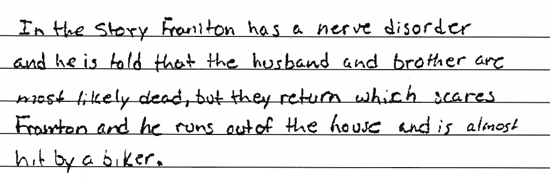 In the story Framton has a nerve disorder
and he is told that the husband and brother are
most likely dead, but they return which scares
Framton and he runs out of the house and is almost
hit by a biker.